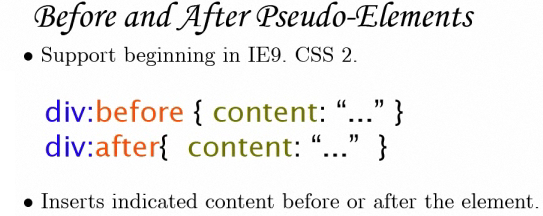 Before and After Pseudo-Elements
• Support beginning in IE9. CSS 2.
div:before { content: “...” }
div:after{  content: “...”  }
• Inserts indicated content before or after the element.